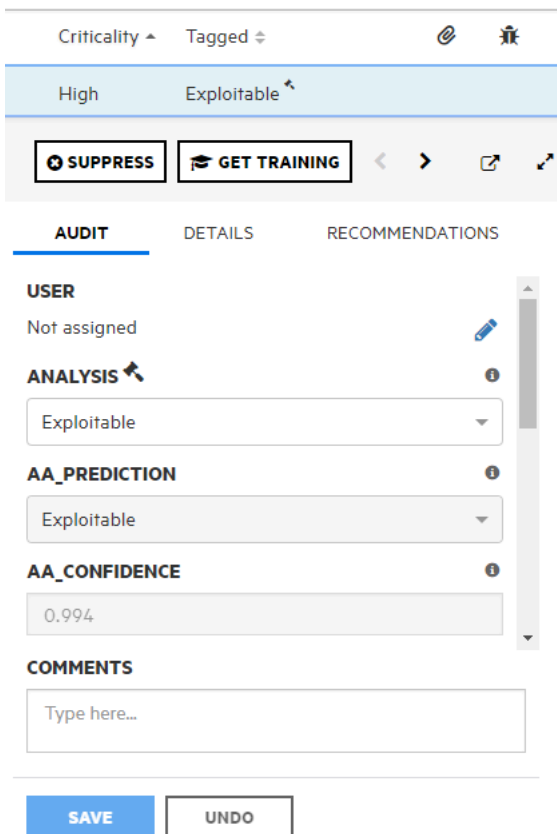 Criticality Tagged
High Exploitable
SUPPRESS GET TRAINING
AUDIT DETAILS RECOMMENDATIONS
USER
Not assigned
ANALYSIS
Exploitable
AA_PREDICTION
Exploitable
AA_CONFIDENCE
0.994
COMMENTS
Type here...
SAVE UNDO